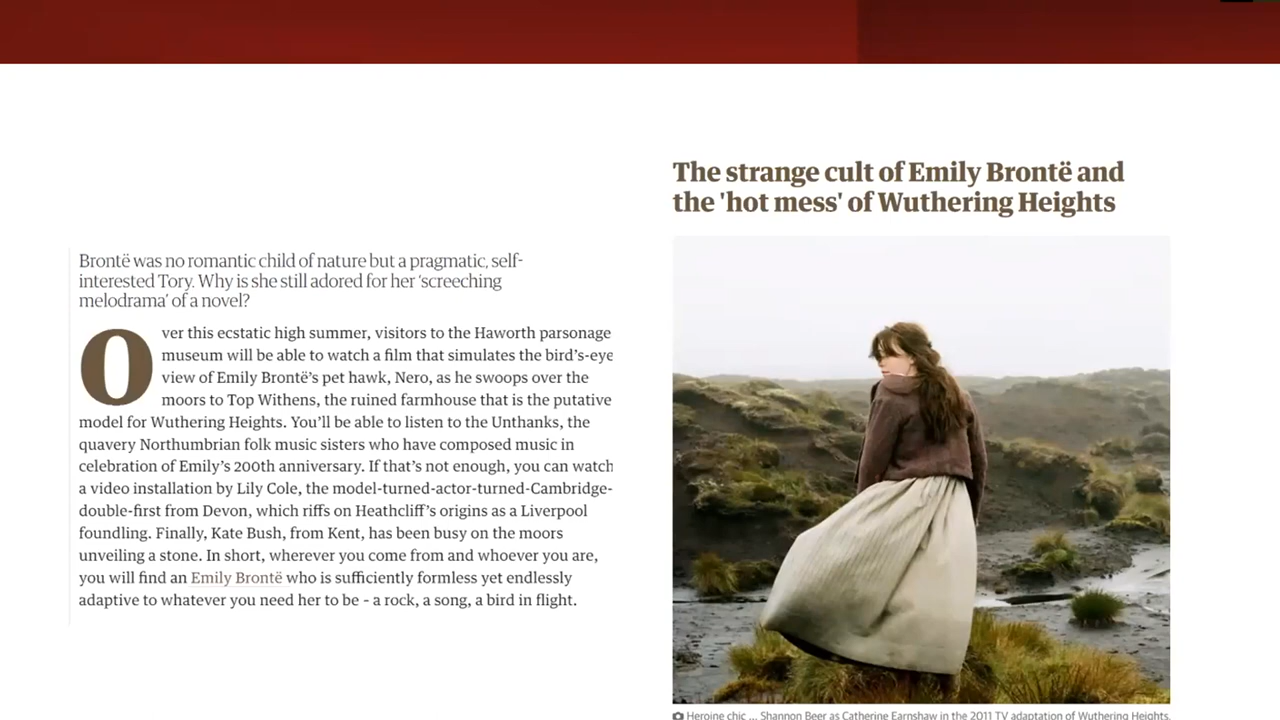 The strange cult of Emily Brontë and
the 'hot mess' of Wuthering Heights
Brontë was no romantic child of nature but a pragmatic, self-
interested Tory. Why is she still adored for her ‘screeching
melodrama’ of a novel?
Over this ecstatic high summer, visitors to the Haworth parsonage
museum will be able to watch a film that simulates the bird’s-eye
view of Emily Brontë’s pet hawk, Nero, as he swoops over the
moors to Top Withens, the ruined farmhouse that is the putative
model for Wuthering Heights. You’ll be able to listen to the Unthanks, the
quavery Northumbrian folk music sisters who have composed music in
celebration of Emily’s 200th anniversary. If that’s not enough, you can watch
a video installation by Lily Cole, the model-turned-actor-turned-Cambridge-
double-first from Devon, which riffs on Heathcliff’s origins as a Liverpool
foundling. Finally, Kate Bush, from Kent, has been busy on the moors
unveiling a stone. In short, wherever you come from and whoever you are,
you will find an Emily Brontë who is sufficiently formless yet endlessly
adaptive to whatever you need her to be – a rock, a song, a bird in flight.
Heroine chic ... Shannon Beer as Catherine Earnshaw in the 2011 TV adaptation of Wuthering Heights.